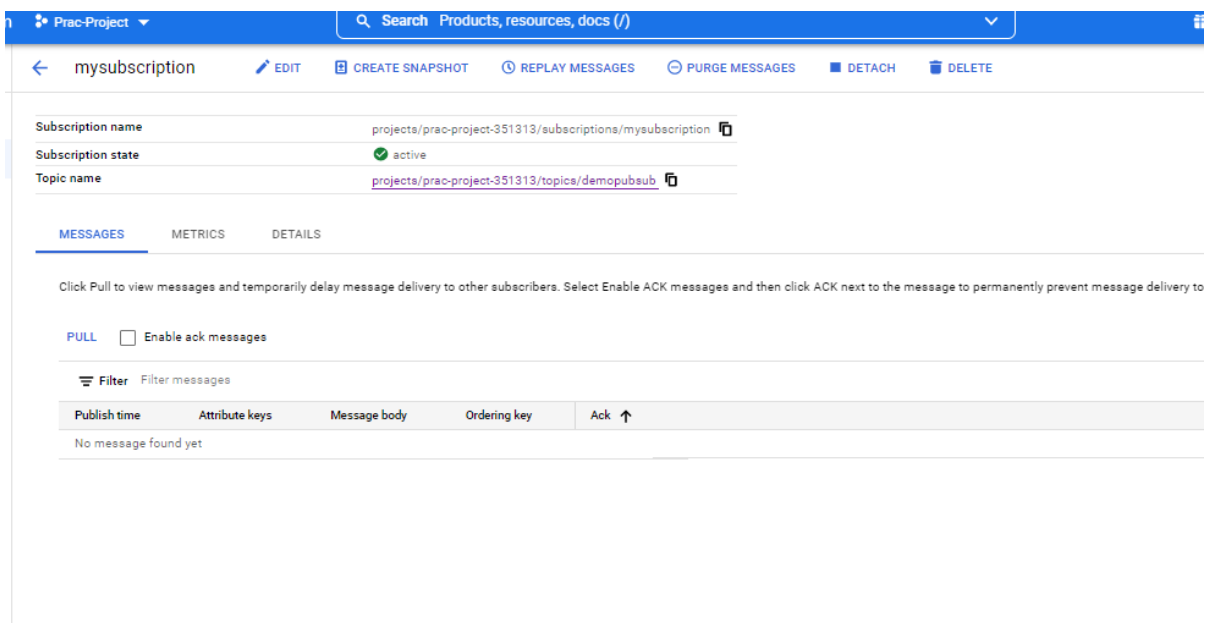 Prac-Project Search Products, resources, docs (/)
mysubscription EDIT CREATE SNAPSHOT REPLAY MESSAGES PURGE MESSAGES DETACH DELETE
Subscription name projects/prac-project-351313/subscriptions/mysubscription
Subscription state active
Topic name projects/prac-project-351313/topics/demopubsub
MESSAGES METRICS DETAILS
Click Pull to view messages and temporarily delay message delivery to other subscribers. Select Enable ACK messages and then click ACK next to the message to permanently prevent message delivery to
PULL Enable ack messages
Filter Filter messages
Publish time Attribute keys Message body Ordering key Ack
No message found yet